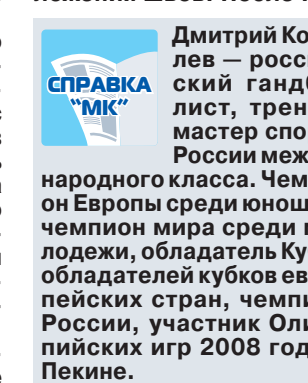 СПРАВКА
"МК"
Дмитрий Ко
лев — росси
ский ганд
лист, трен
мастер спо
России меж
народного класса. Чем
он Европы среди юнош
чемпион мира среди
лодежи, обладатель Ку
обладателей кубков ев
пейских стран, чемпи
России, участник Оли
пийских игр 2008 год
Пекине.